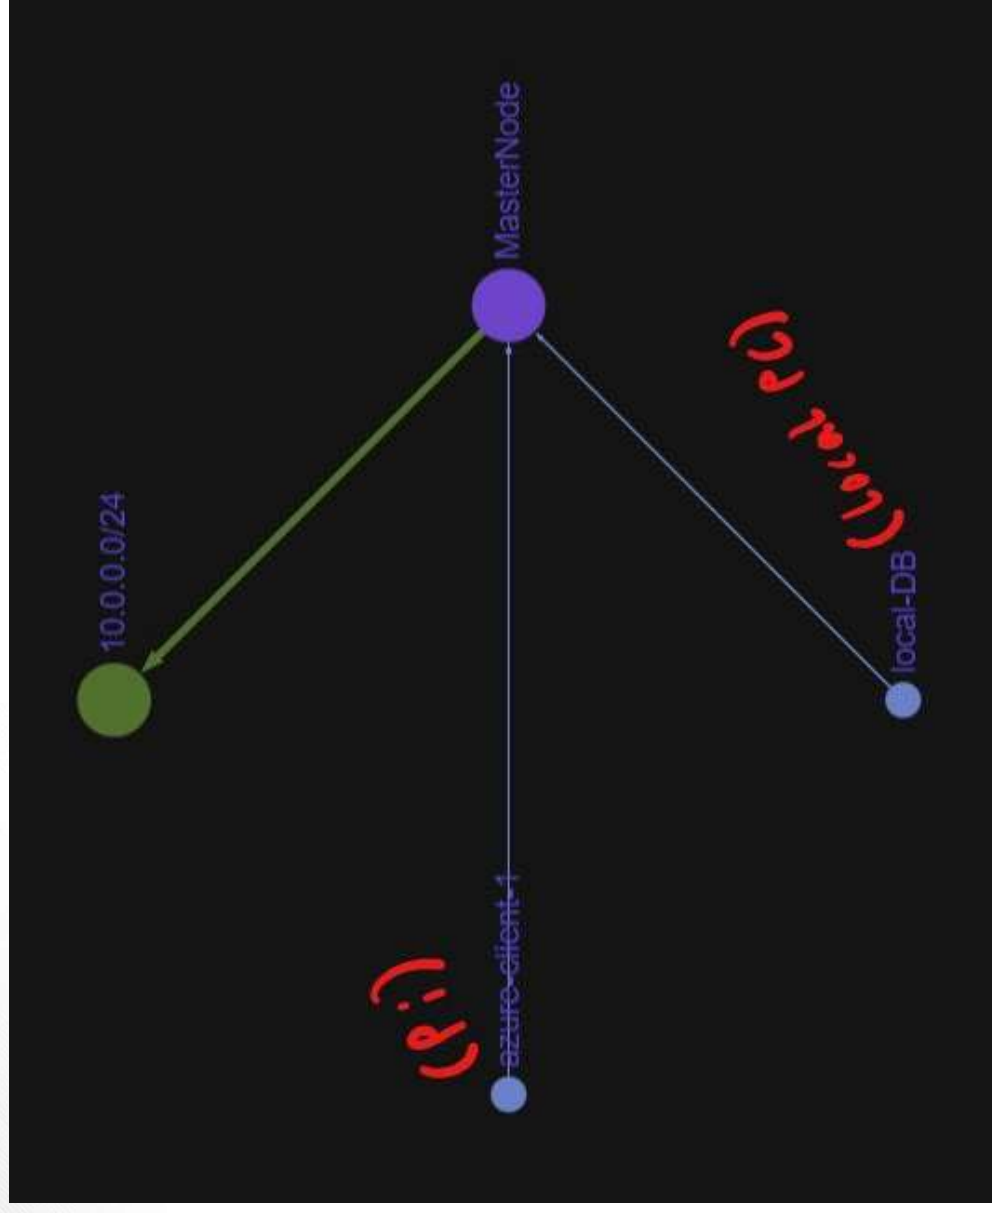 10.0.0.0/24
(Pi)
azure-client-1
MasterNode
(Local PC)
local-DB